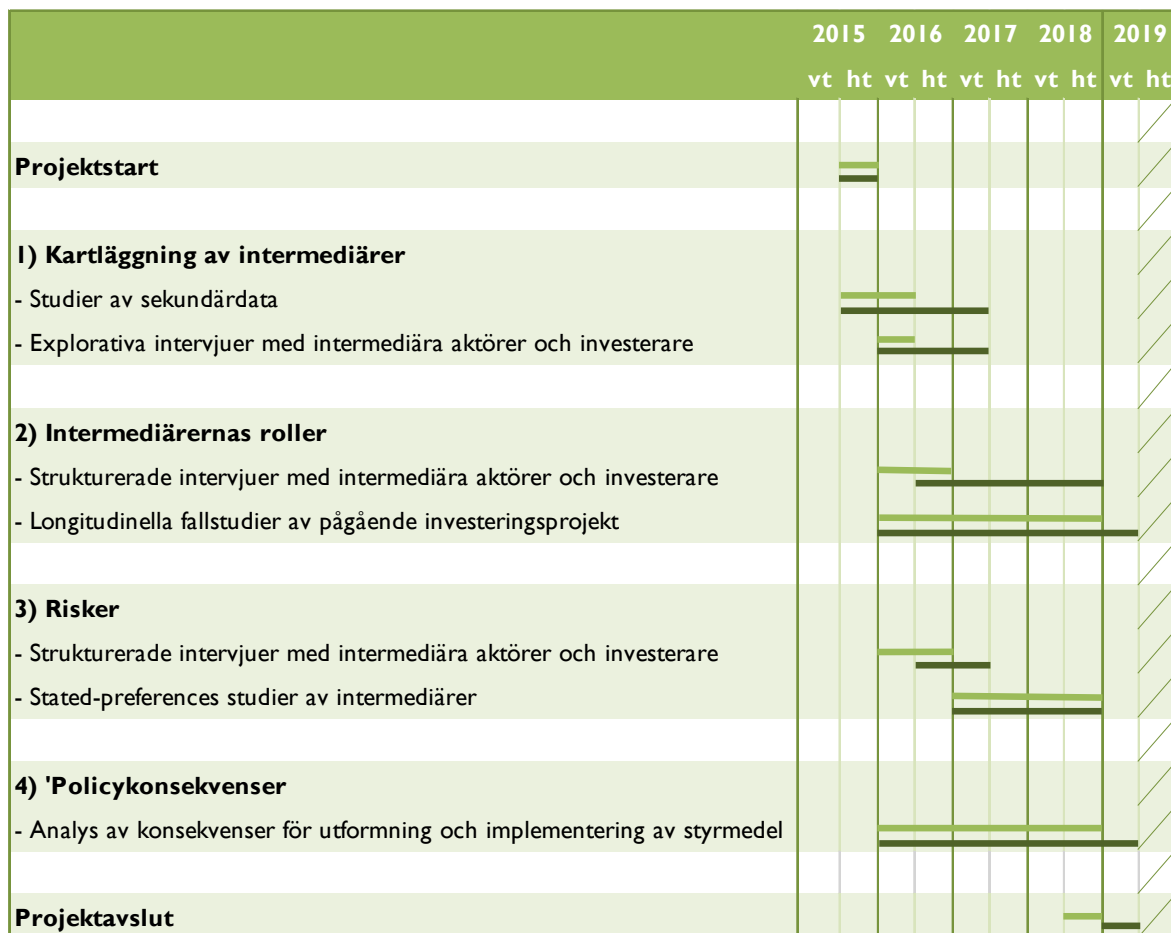 2015 2016 2017 2018 2019
vt ht vt ht vt ht vt ht vt ht
Projektstart
1) Kartläggning av intermediärer
- Studier av sekundärdata
- Explorativa intervjuer med intermediära aktörer och investerare
2) Intermediärernas roller
- Strukturerade intervjuer med intermediära aktörer och investerare
- Longitudinella fallstudier av pågående investeringsprojekt
3) Risker
- Strukturerade intervjuer med intermediära aktörer och investerare
- Stated-preferences studier av intermediärer
4) 'Policykonsekvenser
- Analys av konsekvenser för utformning och implementering av styrmedel
Projektavslut